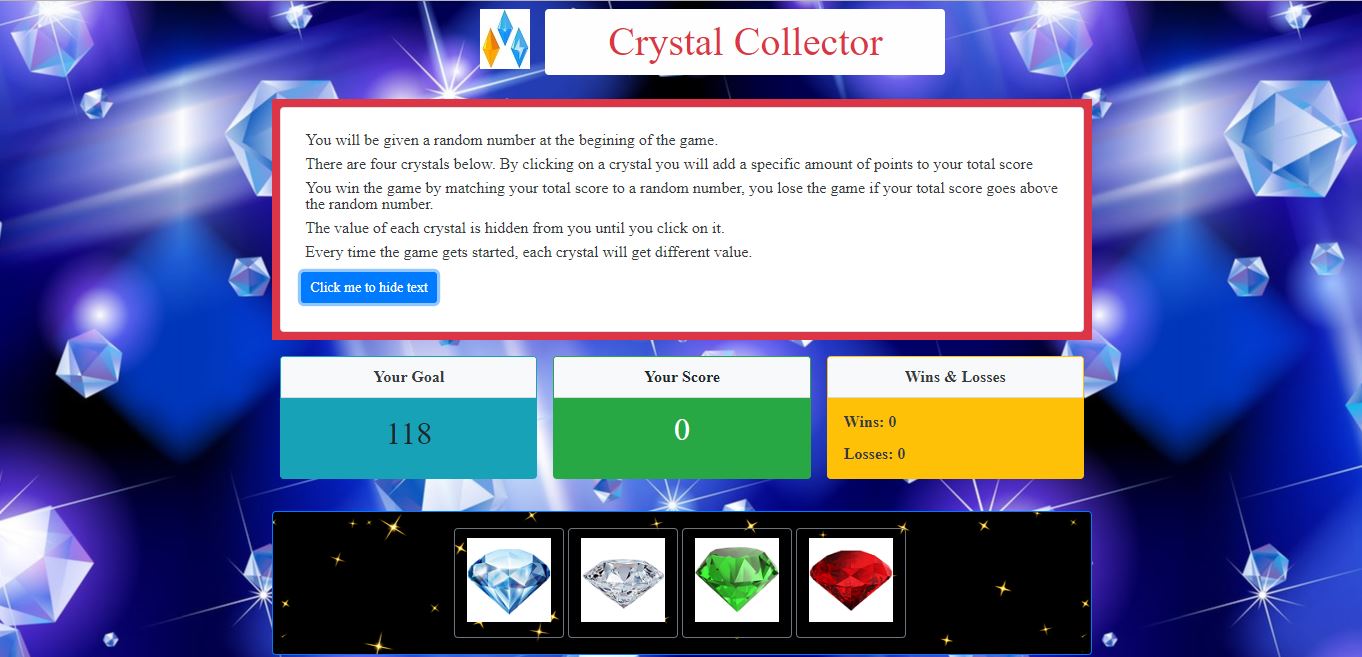 Crystal Collector
You will be given a random number at the begining of the game.
There are four crystals below. By clicking on a crystal you will add a specific amount of points to your total score
You win the game by matching your total score to a random number, you lose the game if your total score goes above
the random number.
The value of each crystal is hidden from you until you click on it.
Every time the game gets started, each crystal will get different value.
Click me to hide text
Your Goal
118
Your Score
0
Wins & Losses
Wins: 0
Losses: 0